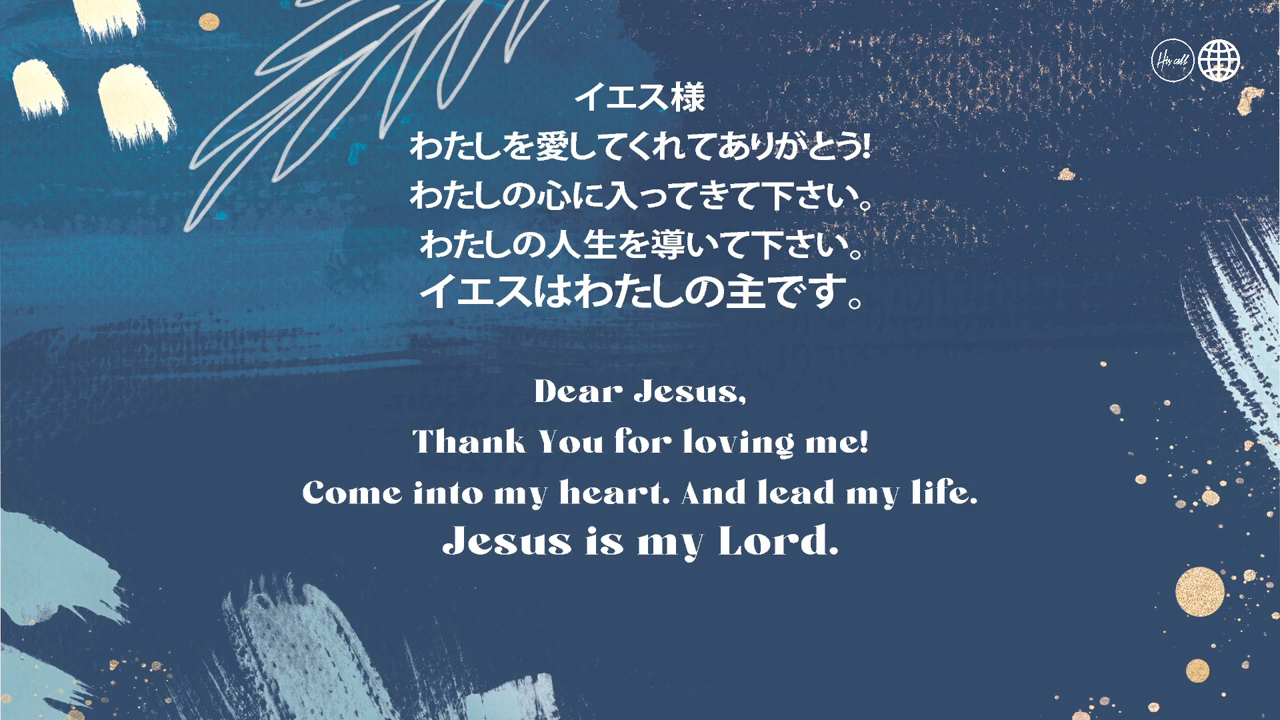 His call
イエス様
わたしを愛してくれてありがとう!
わたしの心に入ってきて下さい。
わたしの人生を導いて下さい。
イエスはわたしの主です。
Dear Jesus,
Thank You for loving me!
Come into my heart. And lead my life.
Jesus is my Lord.